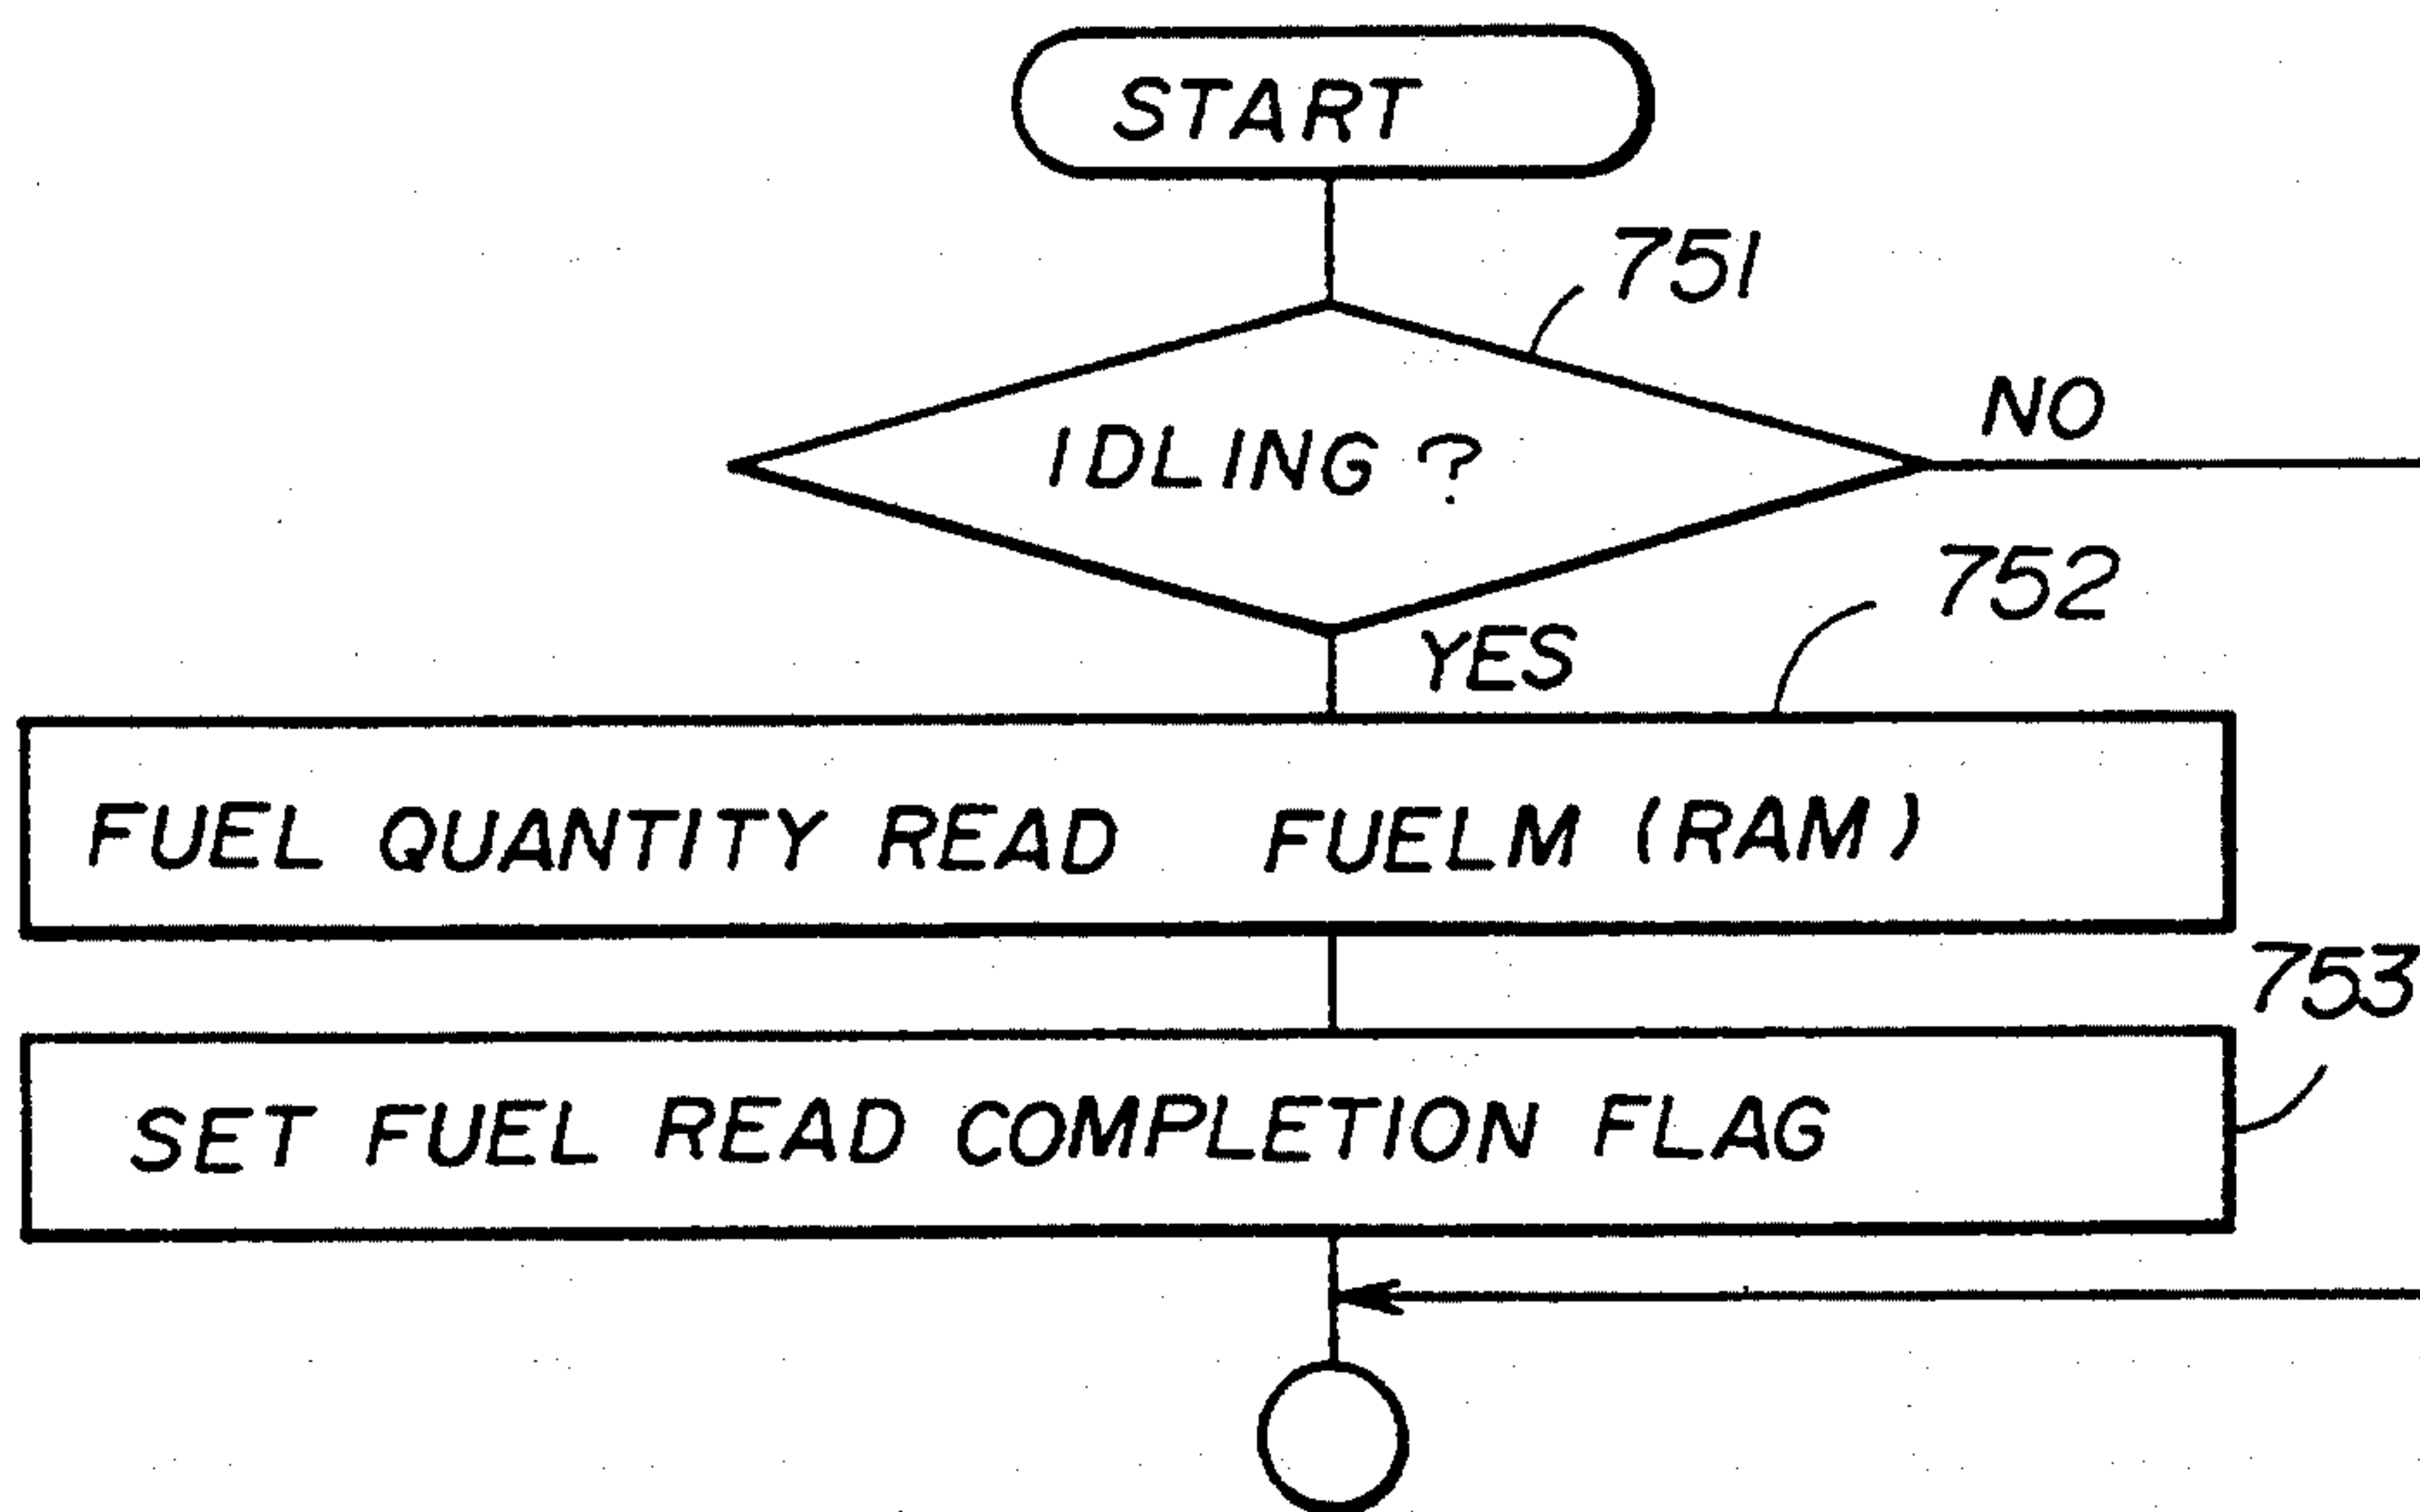 START
751
IDLING ?
NO
752
YES
FUEL QUANTITY READ FUELM (RAM)
753
SET FUEL READ COMPLETION FLAG